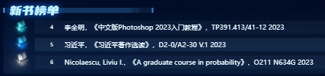 新书榜单
4 李金明，《中文版Photoshop 2023入门教程》，TP391.413/41-12 2023
5 习近平，《习近平著作选读》，D2-0/A2-30 V.1 2023
6 Nicolaescu, Liviu I.，《A graduate course in probability》，O211 N634G 2023